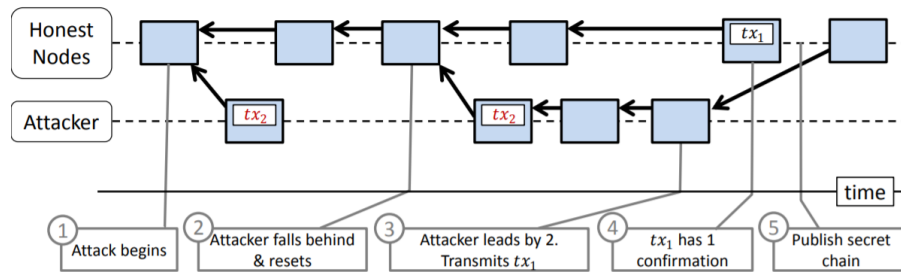 Honest
Nodes
tx₁
Attacker
tx₂
tx₂
time
1
Attack begins
2
Attacker falls behind
& resets
3
Attacker leads by 2.
Transmits tx₁
4
tx₁ has 1
confirmation
5
Publish secret
chain